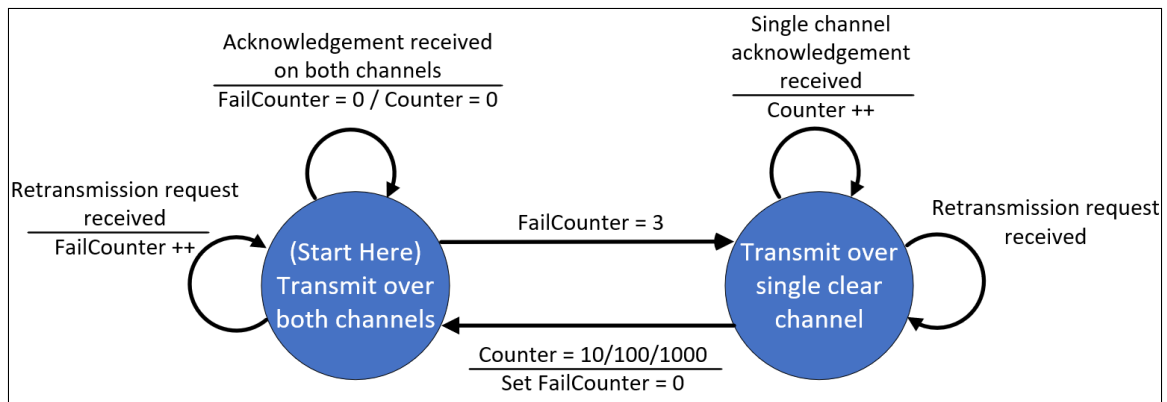 Acknowledgement received
on both channels
FailCounter = 0 / Counter = 0
Single channel
acknowledgement
received
Counter ++
Retransmission request
received
FailCounter ++
(Start Here)
Transmit over
both channels
FailCounter = 3
Transmit over
single clear
channel
Retransmission request
received
Counter = 10/100/1000
Set FailCounter = 0